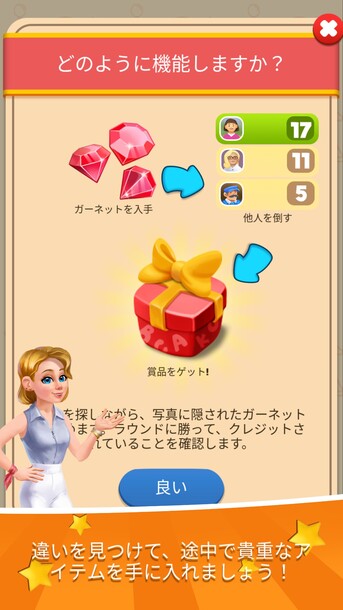 どのように機能しますか？
17
11
5
ガーネットを入手
他人を倒す
賞品をゲット!
を探しながら、写真に隠されたガーネット
めます。ラウンドに勝って、クレジットさ
れていることを確認します。
良い
違いを見つけて、途中で貴重なア
イテムを手に入れましょう！